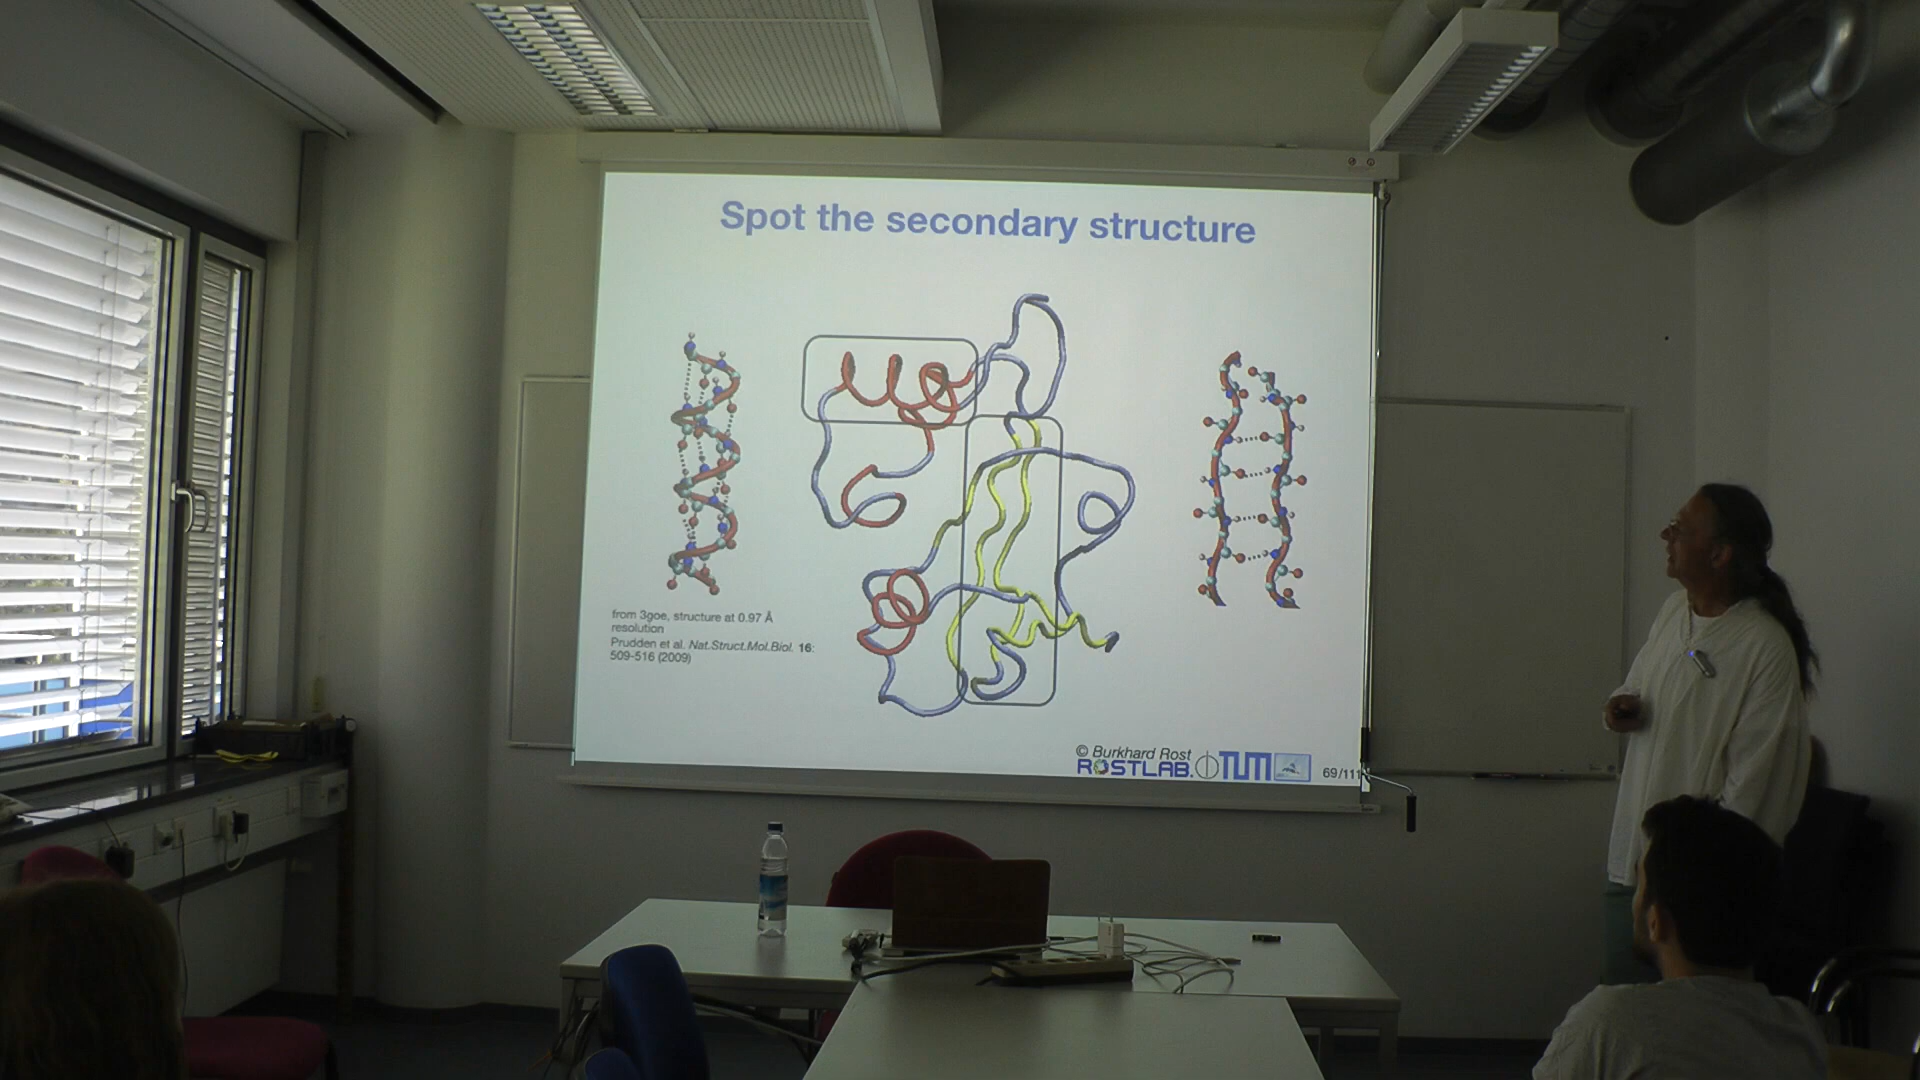 Spot the secondary structure
from 3goe, structure at 0.97 Å
resolution
Prudden et al. Nat.Struct.Mol.Biol. 16:
509-516 (2009)
© Burkhard Rost
ROSTLAB. TUM
69/111